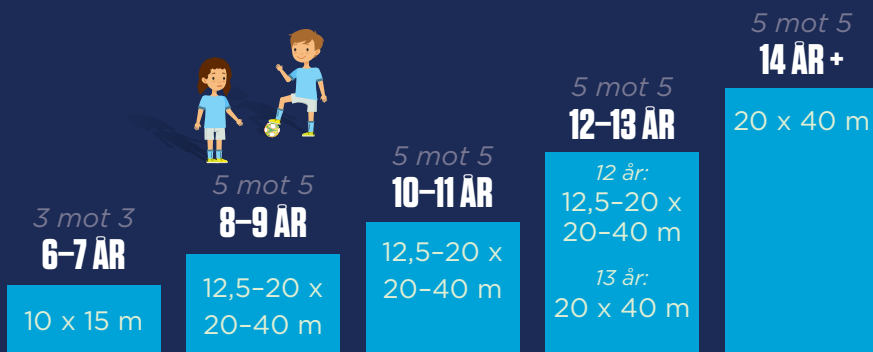 3 mot 3
6–7 ÅR
10 x 15 m
5 mot 5
8–9 ÅR
12,5–20 x
20–40 m
5 mot 5
10–11 ÅR
12,5–20 x
20–40 m
5 mot 5
12–13 ÅR
12 år:
12,5–20 x
20–40 m
13 år:
20 x 40 m
5 mot 5
14 ÅR +
20 x 40 m